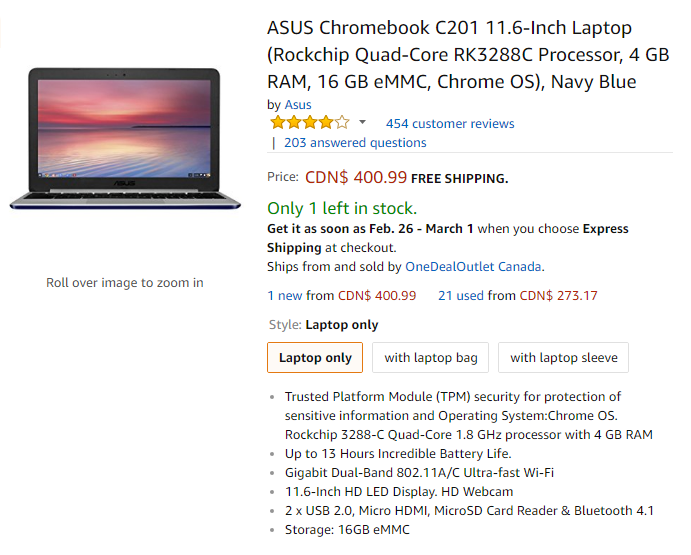 ASUS Chromebook C201 11.6-Inch Laptop
(Rockchip Quad-Core RK3288C Processor, 4 GB
RAM, 16 GB eMMC, Chrome OS), Navy Blue
by Asus
454 customer reviews
| 203 answered questions
Price: CDN$ 400.99 FREE SHIPPING.
Only 1 left in stock.
Get it as soon as Feb. 26 - March 1 when you choose Express
Shipping at checkout.
Ships from and sold by OneDealOutlet Canada.
1 new from CDN$ 400.99 21 used from CDN$ 273.17
Style: Laptop only
Laptop only with laptop bag with laptop sleeve
• Trusted Platform Module (TPM) security for protection of
sensitive information and Operating System:Chrome OS.
Rockchip 3288-C Quad-Core 1.8 GHz processor with 4 GB RAM
• Up to 13 Hours Incredible Battery Life.
• Gigabit Dual-Band 802.11A/C Ultra-fast Wi-Fi
• 11.6-Inch HD LED Display. HD Webcam
• 2 x USB 2.0, Micro HDMI, MicroSD Card Reader & Bluetooth 4.1
• Storage: 16GB eMMC
ASUS
Roll over image to zoom in